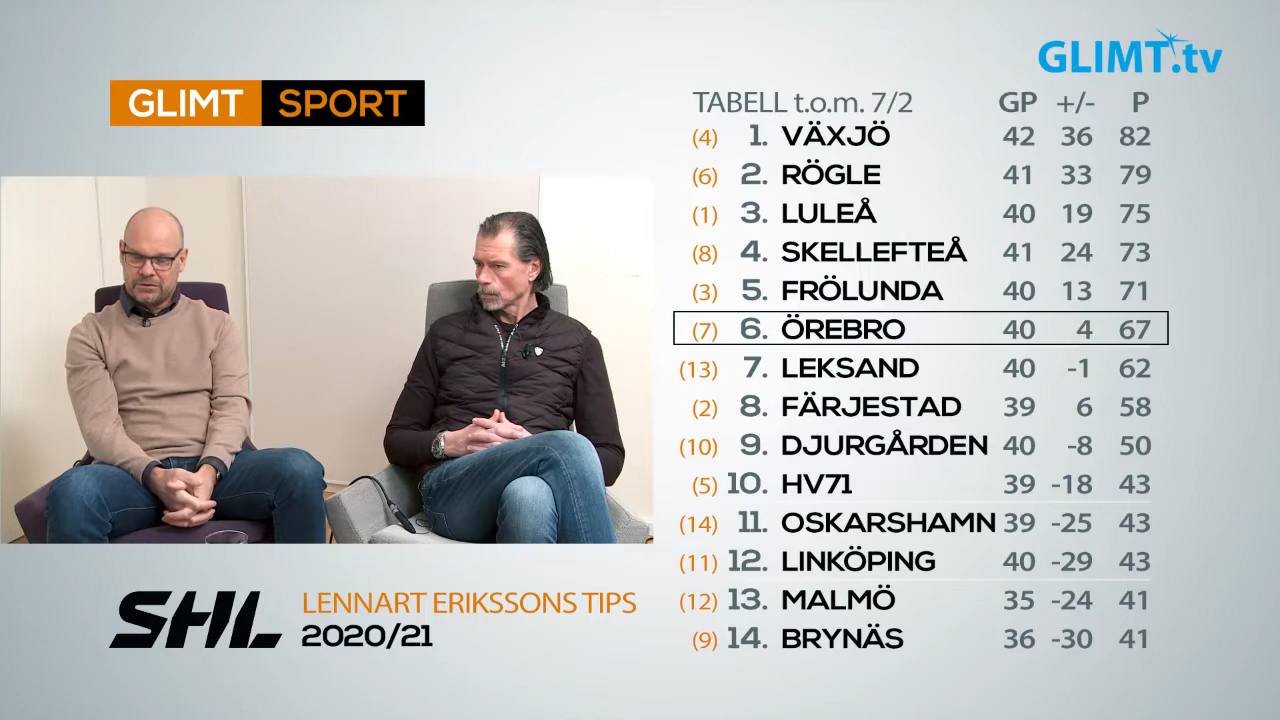 GLIMT.tv
GLIMT SPORT
TABELL t.o.m. 7/2 GP +/- P
(4) 1. VÄXJÖ 42 36 82
(6) 2. RÖGLE 41 33 79
(1) 3. LULEÅ 40 19 75
(8) 4. SKELLEFTEÅ 41 24 73
(3) 5. FRÖLUNDA 40 13 71
(7) 6. ÖREBRO 40 4 67
(13) 7. LEKSAND 40 -1 62
(2) 8. FÄRJESTAD 39 6 58
(10) 9. DJURGÅRDEN 40 -8 50
(5) 10. HV71 39 -18 43
(14) 11. OSKARSHAMN 39 -25 43
(11) 12. LINKÖPING 40 -29 43
(12) 13. MALMÖ 35 -24 41
(9) 14. BRYNÄS 36 -30 41
SHL
LENNART ERIKSSONS TIPS
2020/21